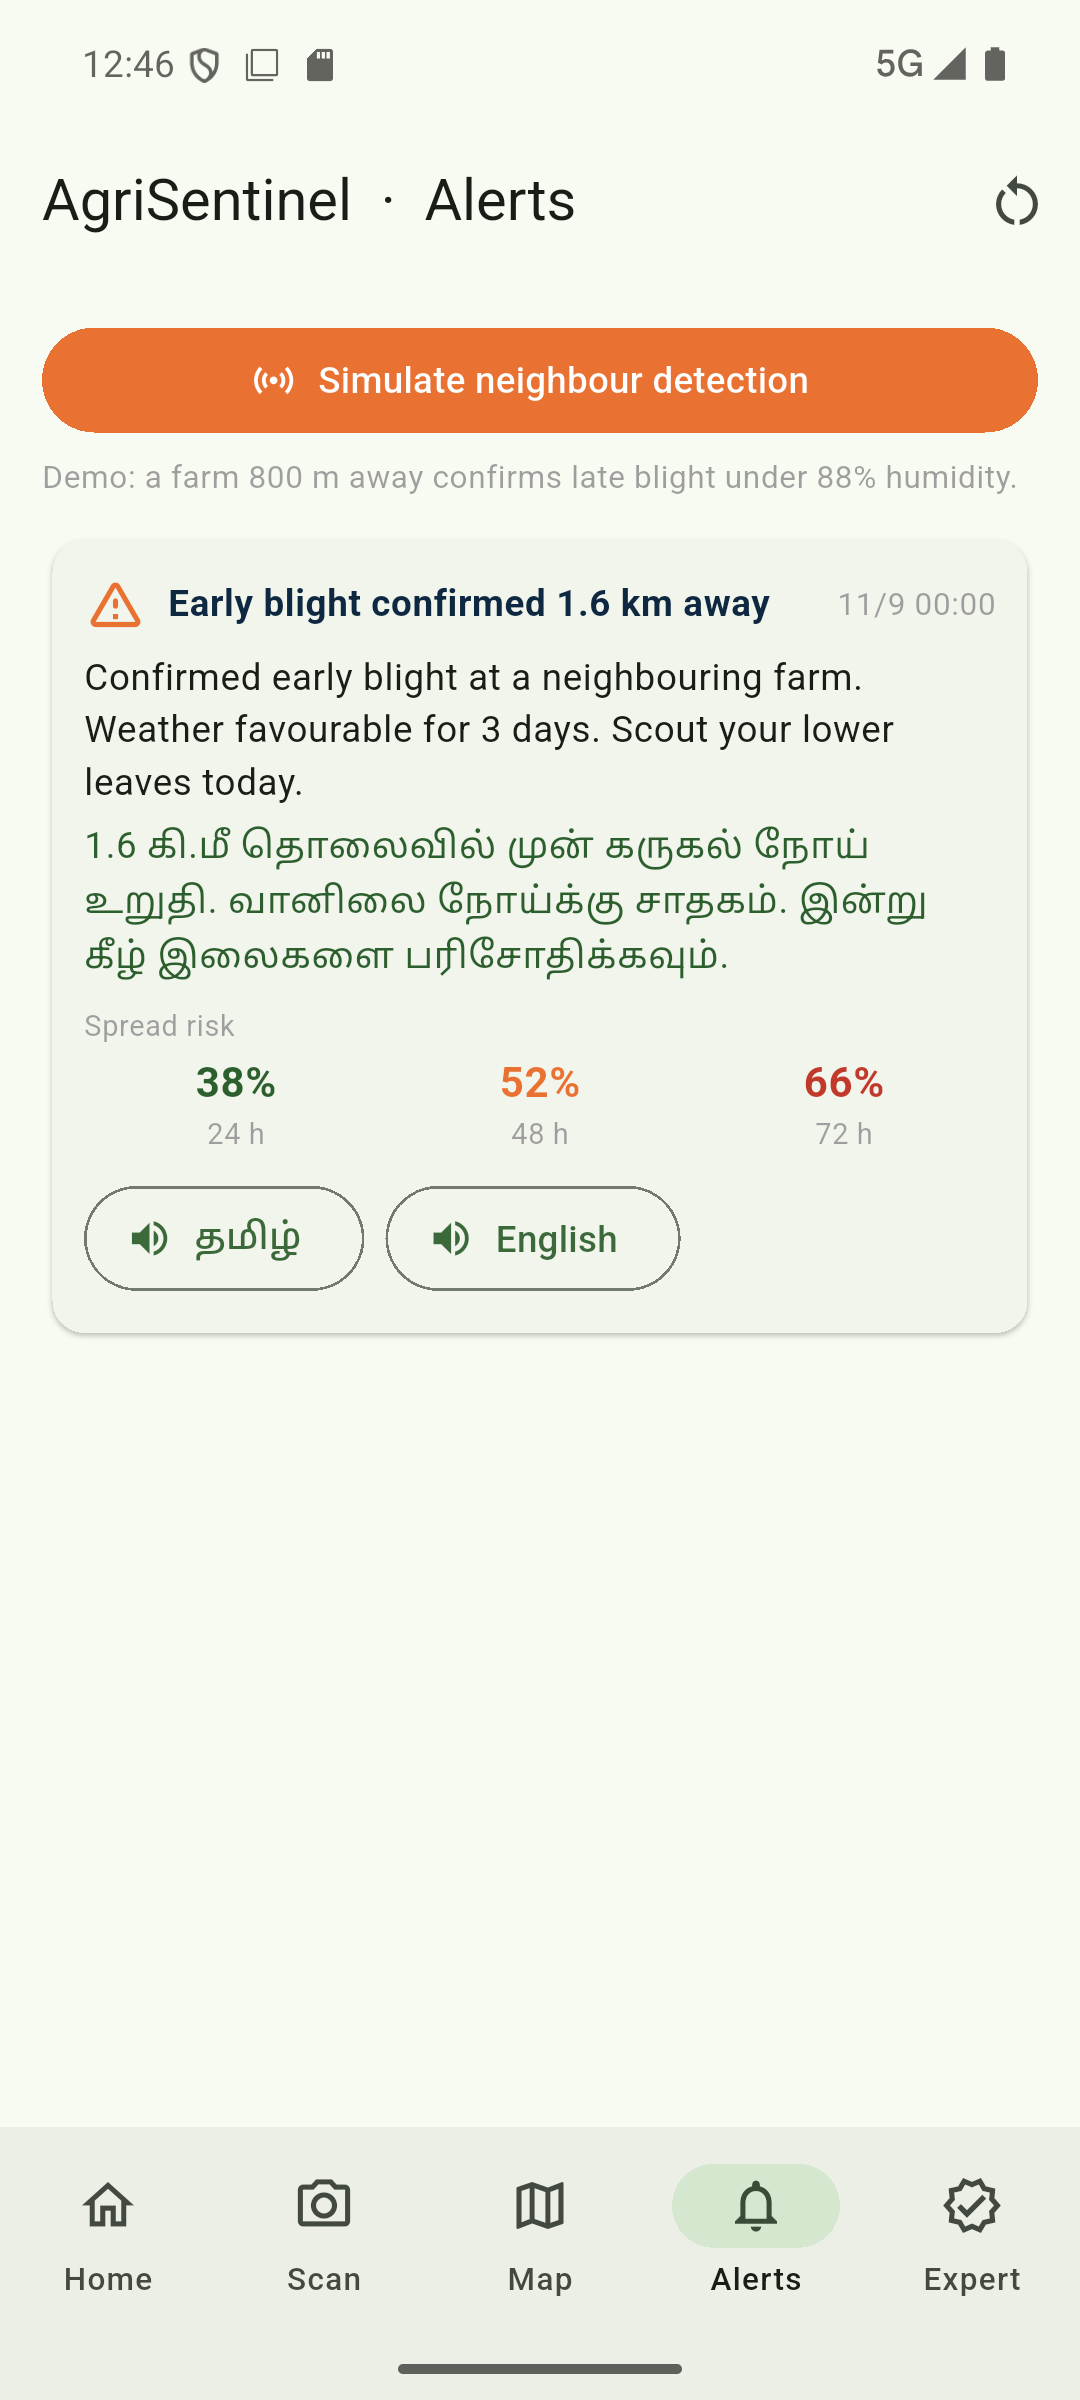 12:46
5G
AgriSentinel · Alerts
Simulate neighbour detection
Demo: a farm 800 m away confirms late blight under 88% humidity.
Early blight confirmed 1.6 km away 11/9 00:00
Confirmed early blight at a neighbouring farm.
Weather favourable for 3 days. Scout your lower
leaves today.
1.6 கி.மீ தொலைவில் முன் கருகல் நோய்
உறுதி. வானிலை நோய்க்கு சாதகம். இன்று
கீழ் இலைகளை பரிசோதிக்கவும்.
Spread risk
38% 52% 66%
24 h 48 h 72 h
தமிழ் English
Home Scan Map Alerts Expert